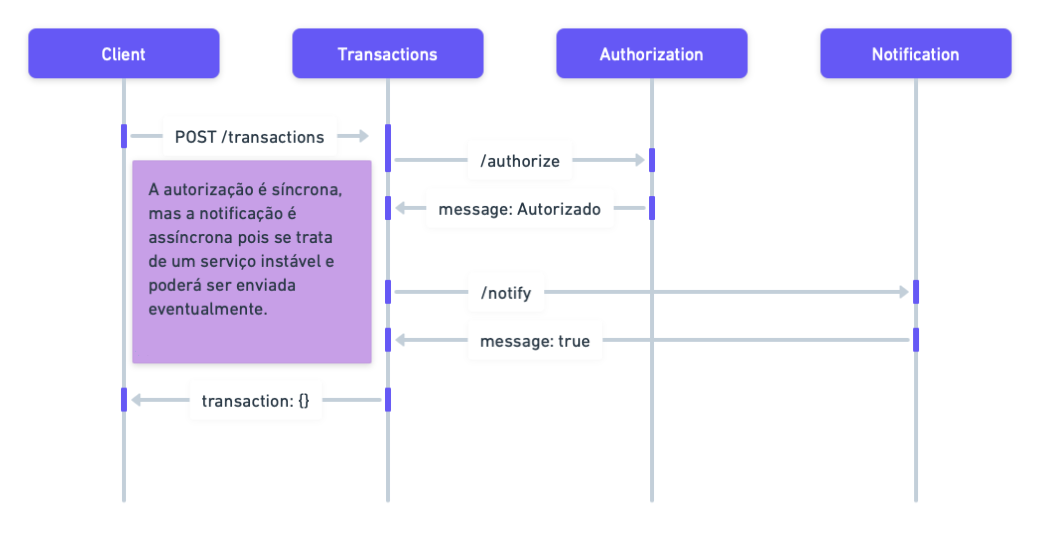 Client
Transactions
Authorization
Notification
POST /transactions
/authorize
A autorização é síncrona,
mas a notificação é
assíncrona pois se trata
de um serviço instável e
poderá ser enviada
eventualmente.
message: Autorizado
/notify
message: true
transaction: {}